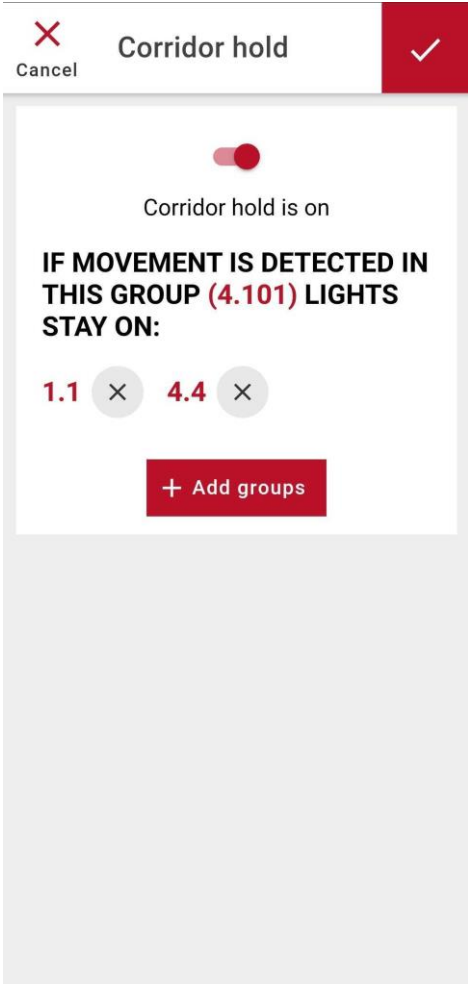 Cancel
Corridor hold
Corridor hold is on
IF MOVEMENT IS DETECTED IN
THIS GROUP (4.101) LIGHTS
STAY ON:
1.1 × 4.4 ×
+ Add groups